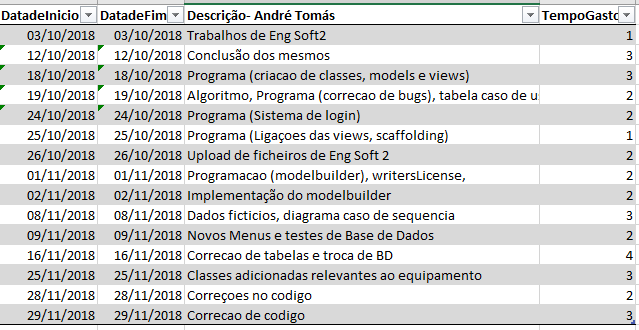 DatadeInicio DatadeFim Descrição- André Tomás TempoGasto
03/10/2018 03/10/2018 Trabalhos de Eng Soft2 1
12/10/2018 12/10/2018 Conclusão dos mesmos 3
18/10/2018 18/10/2018 Programa (criacao de classes, models e views) 3
19/10/2018 19/10/2018 Algoritmo, Programa (correcao de bugs), tabela caso de u 2
24/10/2018 24/10/2018 Programa (Sistema de login) 2
25/10/2018 25/10/2018 Programa (Ligaçoes das views, scaffolding) 1
26/10/2018 26/10/2018 Upload de ficheiros de Eng Soft 2 2
01/11/2018 01/11/2018 Programacao (modelbuilder), writersLicense, 2
02/11/2018 02/11/2018 Implementação do modelbuilder 2
08/11/2018 08/11/2018 Dados ficticios, diagrama caso de sequencia 3
09/11/2018 09/11/2018 Novos Menus e testes de Base de Dados 2
16/11/2018 16/11/2018 Correcao de tabelas e troca de BD 4
25/11/2018 25/11/2018 Classes adicionadas relevantes ao equipamento 3
28/11/2018 28/11/2018 Correçoes no codigo 2
29/11/2018 29/11/2018 Correcao de codigo 3